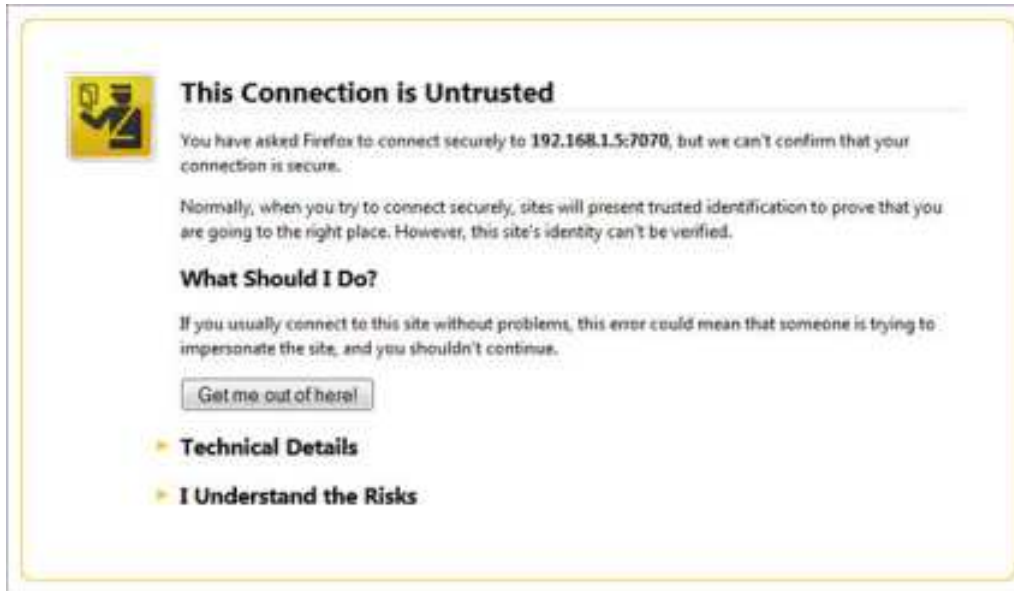 This Connection is Untrusted
You have asked Firefox to connect securely to 192.168.1.5:7070, but we can't confirm that your
connection is secure.
Normally, when you try to connect securely, sites will present trusted identification to prove that you
are going to the right place. However, this site's identity can't be verified.
What Should I Do?
If you usually connect to this site without problems, this error could mean that someone is trying to
impersonate the site, and you shouldn't continue.
Get me out of here!
Technical Details
I Understand the Risks